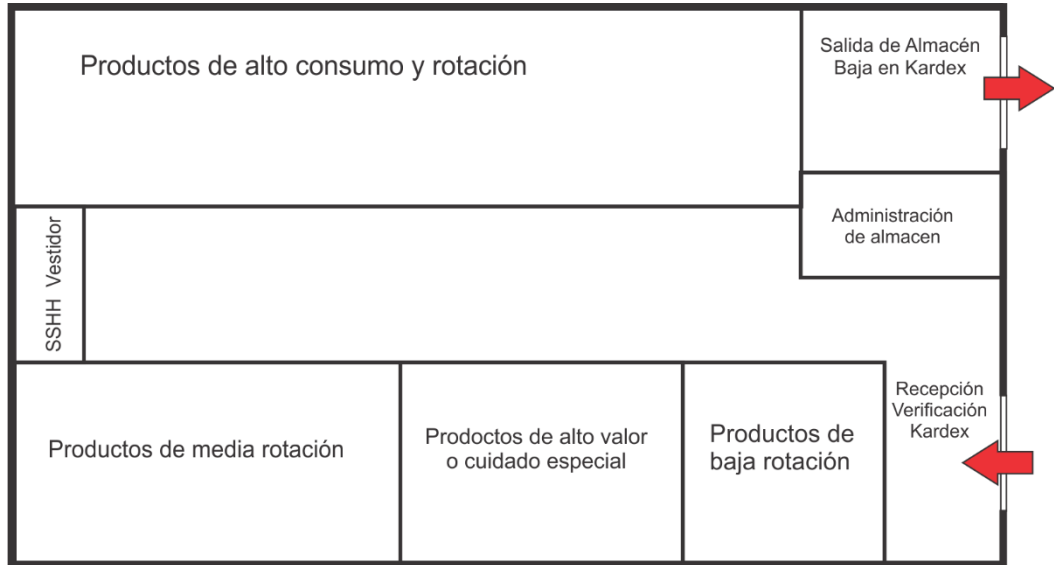 Productos de alto consumo y rotación
Salida de Almacén
Baja en Kardex
Administración
de almacen
SSHH Vestidor
Productos de media rotación
Prodoctos de alto valor
o cuidado especial
Productos de
baja rotación
Recepción
Verificación
Kardex